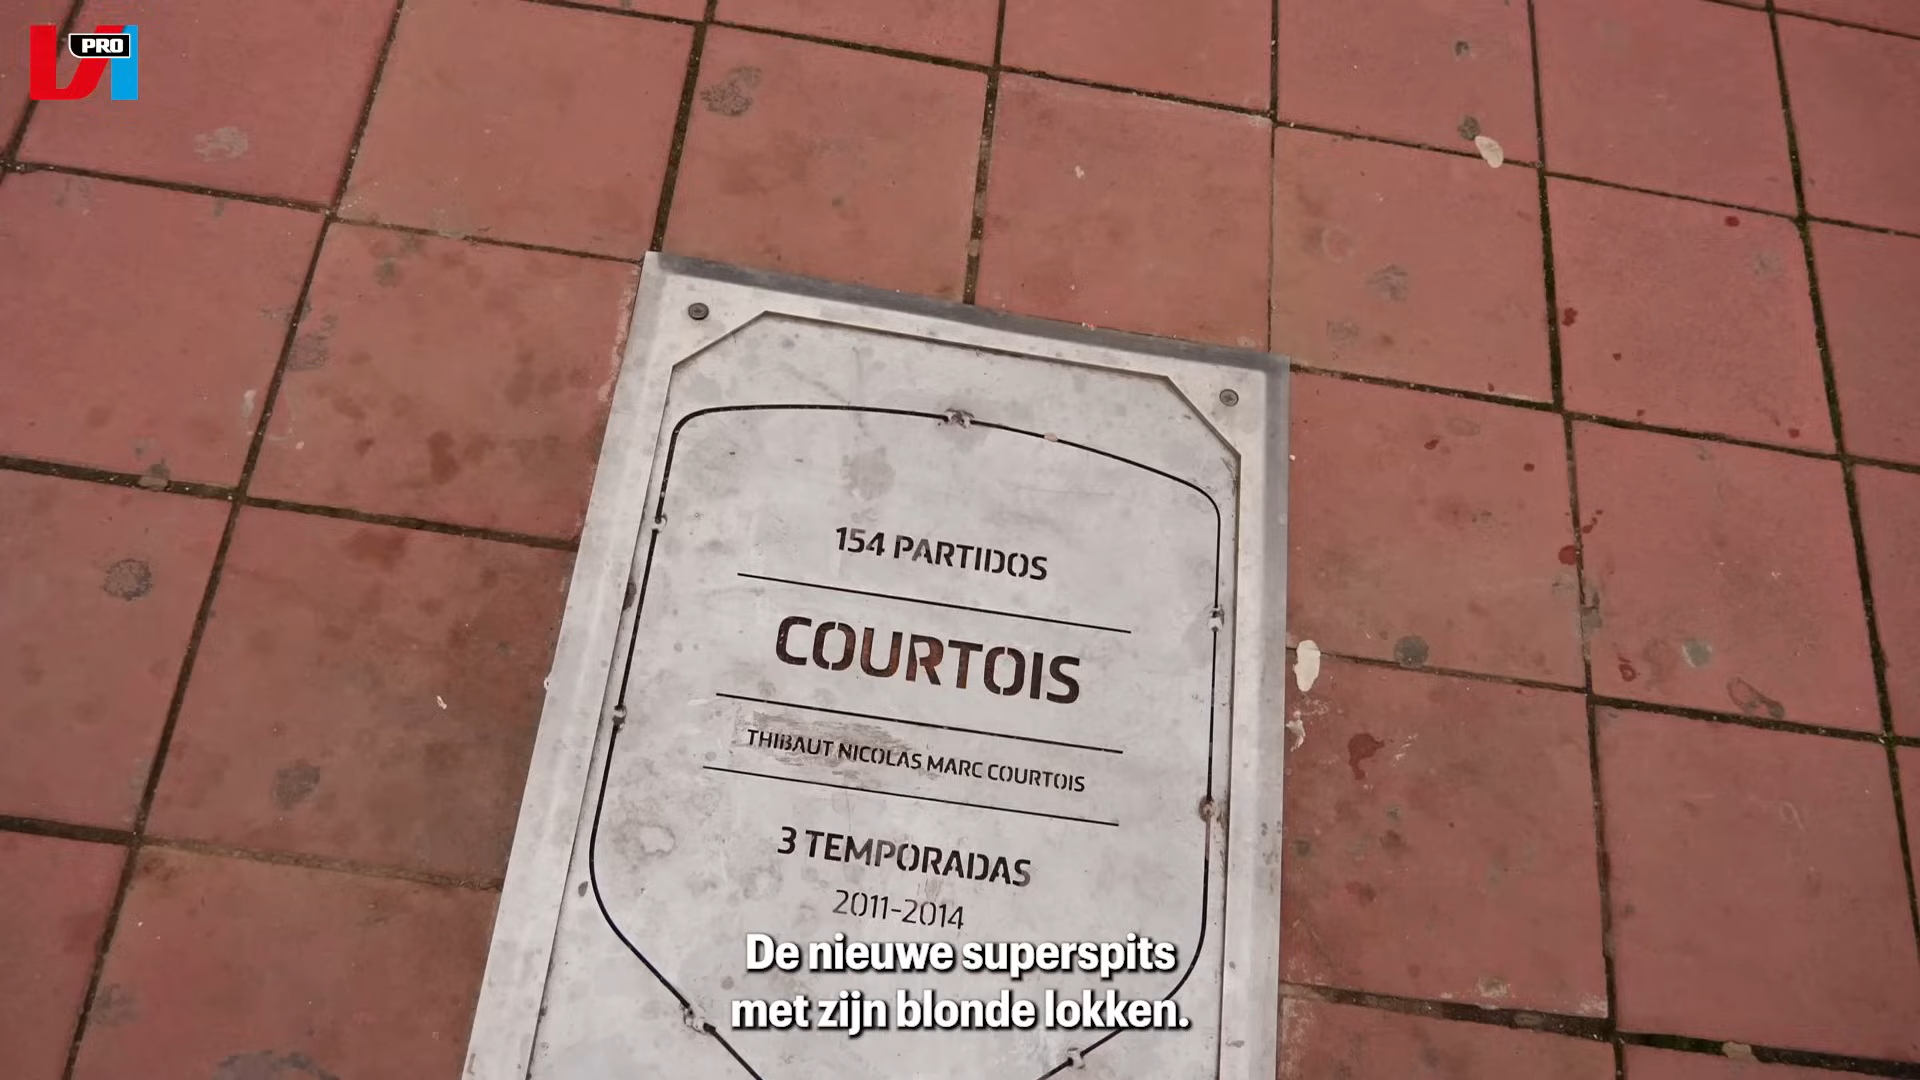 PRO
154 PARTIDOS
COURTOIS
THIBAUT NICOLAS MARC COURTOIS
3 TEMPORADAS
2011-2014
De nieuwe superspits
met zijn blonde lokken.